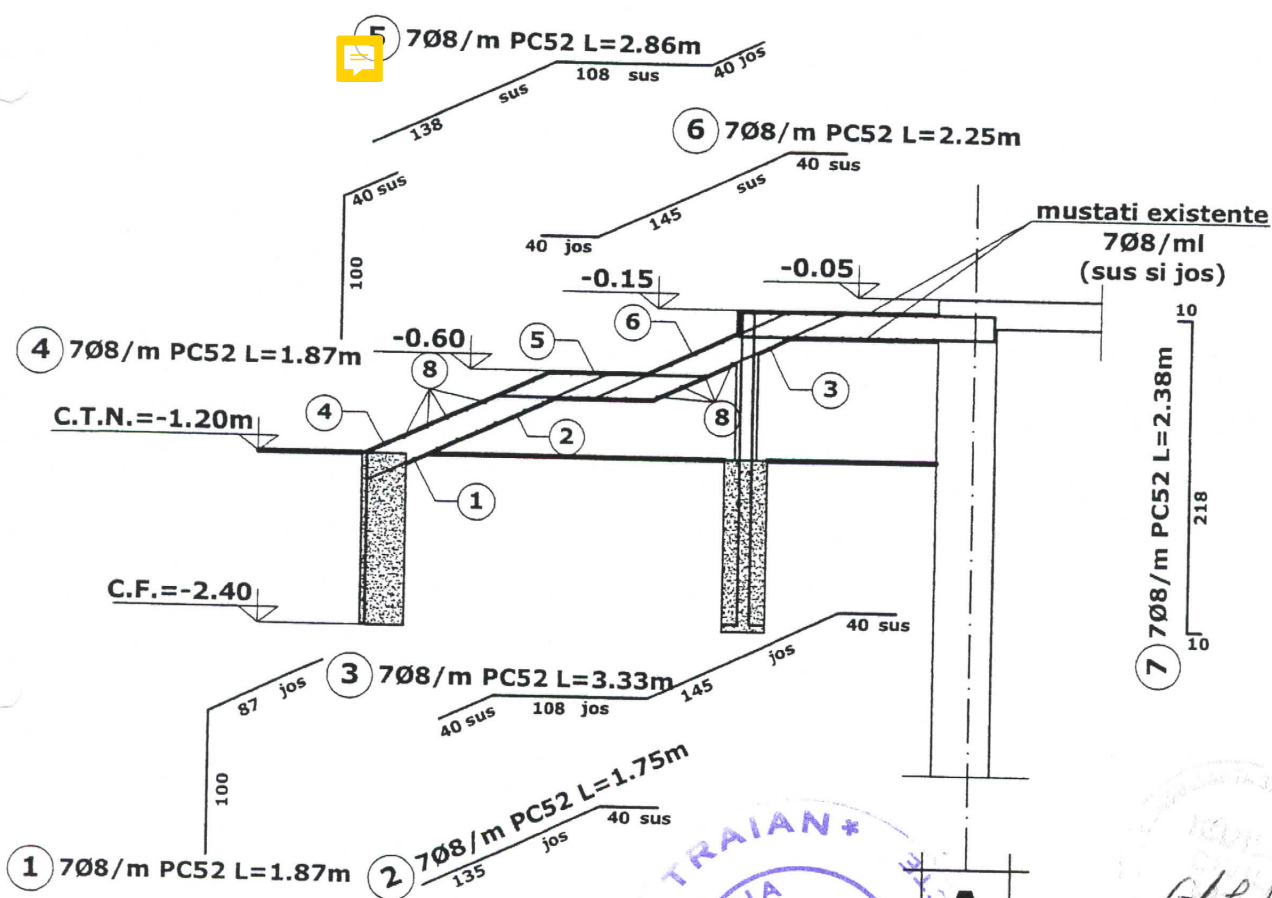 5 7Ø8/m PC52 L=2.86m
138 sus 108 sus 40 jos
6 7Ø8/m PC52 L=2.25m
40 jos 145 sus 40 sus
40 sus
100
4 7Ø8/m PC52 L=1.87m
mustati existente
7Ø8/ml
(sus si jos)
-0.15
-0.05
-0.60
6
5
8
4
2
3
8
1
C.T.N.=-1.20m
C.F.=-2.40
10
218
10
7 7Ø8/m PC52 L=2.38m
3 7Ø8/m PC52 L=3.33m
40 sus 108 jos 145 jos 40 sus
87 jos
100
1 7Ø8/m PC52 L=1.87m
2 7Ø8/m PC52 L=1.75m
135 jos 40 sus
TRAIAN *